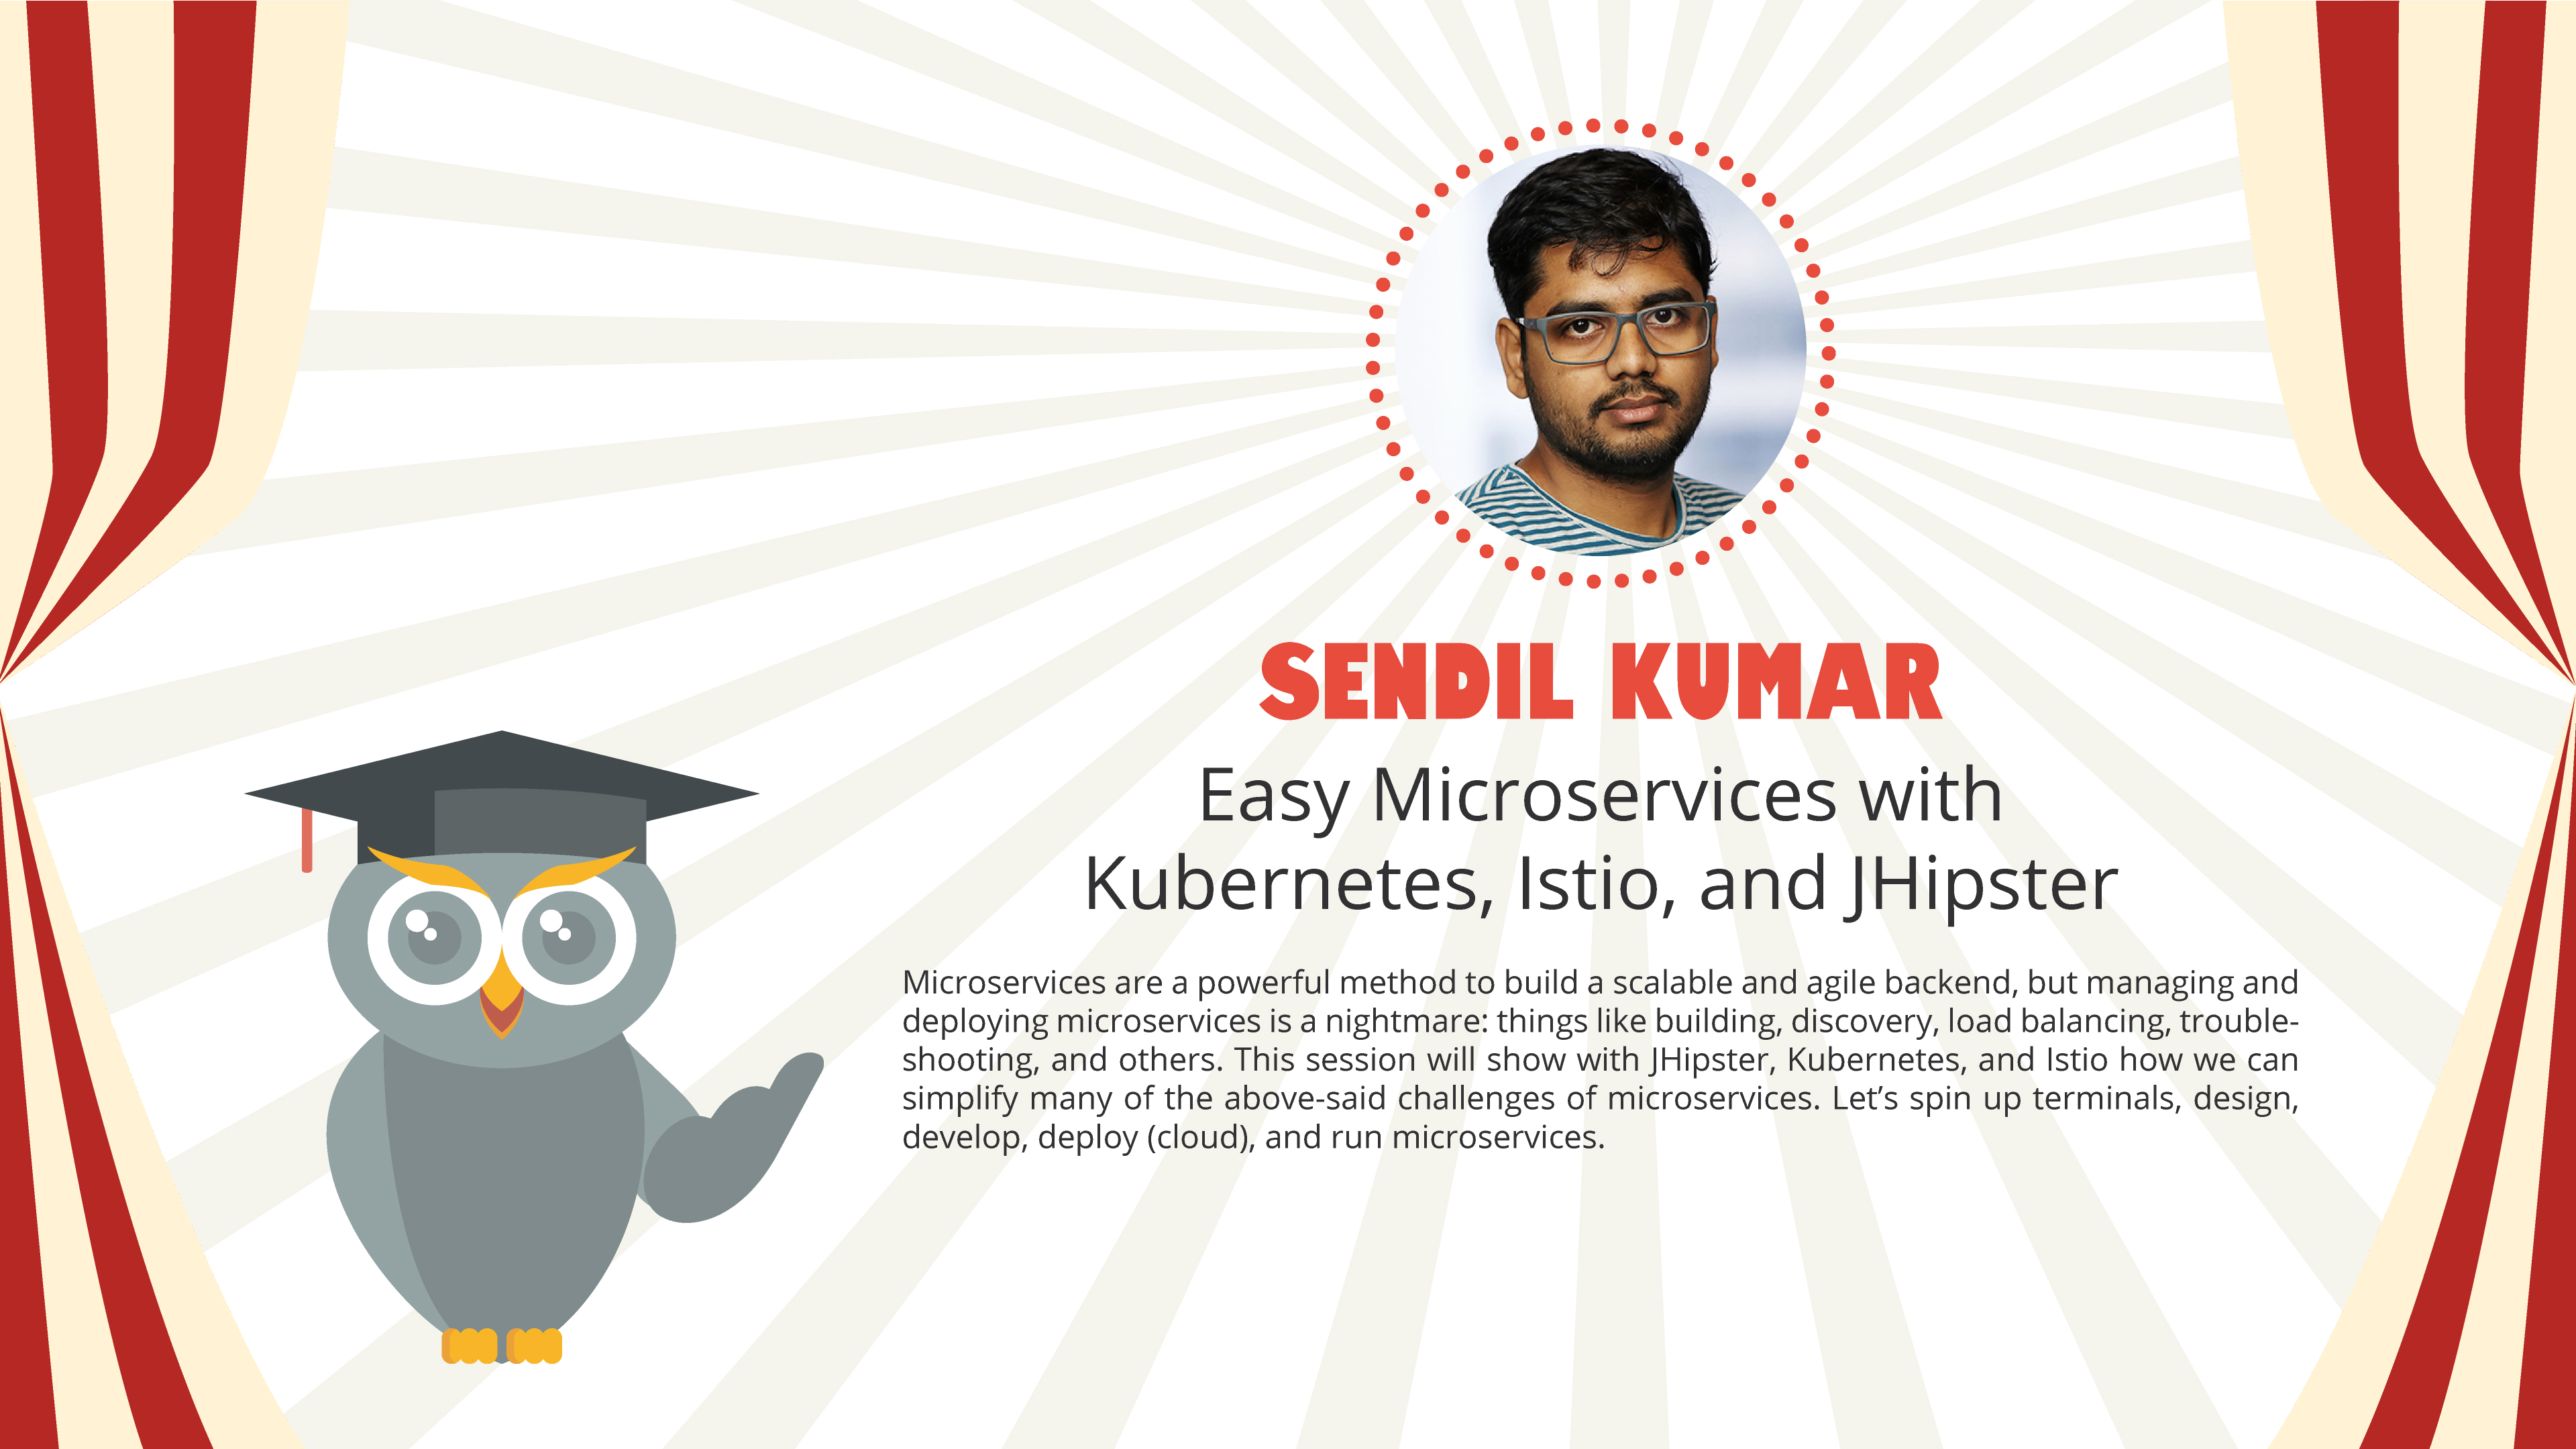 SENDIL KUMAR
Easy Microservices with
Kubernetes, Istio, and JHipster
Microservices are a powerful method to build a scalable and agile backend, but managing and
deploying microservices is a nightmare: things like building, discovery, load balancing, trouble-
shooting, and others. This session will show with JHipster, Kubernetes, and Istio how we can
simplify many of the above-said challenges of microservices. Let’s spin up terminals, design,
develop, deploy (cloud), and run microservices.